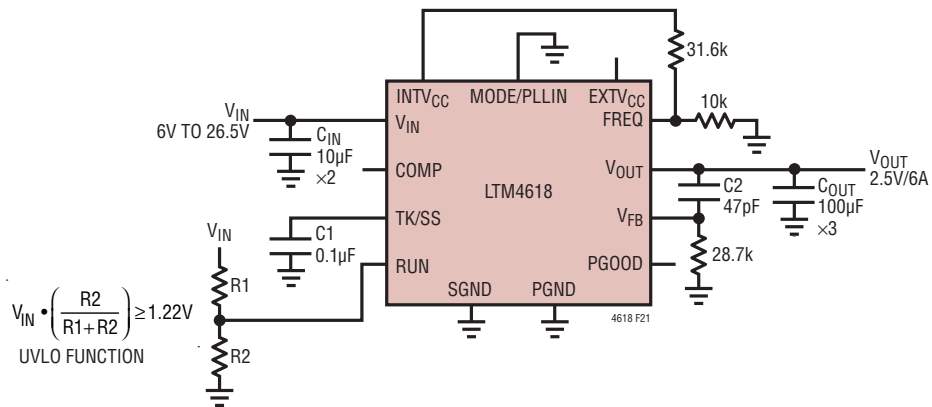 31.6k
INTVCC
MODE/PLLIN
EXTVCC
FREQ
10k
VIN
6V TO 26.5V
CIN
10µF
×2
VIN
COMP
LTM4618
VOUT
VOUT
2.5V/6A
C2
47pF
COUT
100µF
×3
TK/SS
VFB
C1
0.1µF
28.7k
VIN
RUN
PGOOD
R1
SGND
PGND
4618 F21
VIN • (R2/R1+R2) ≥1.22V
UVLO FUNCTION
R2